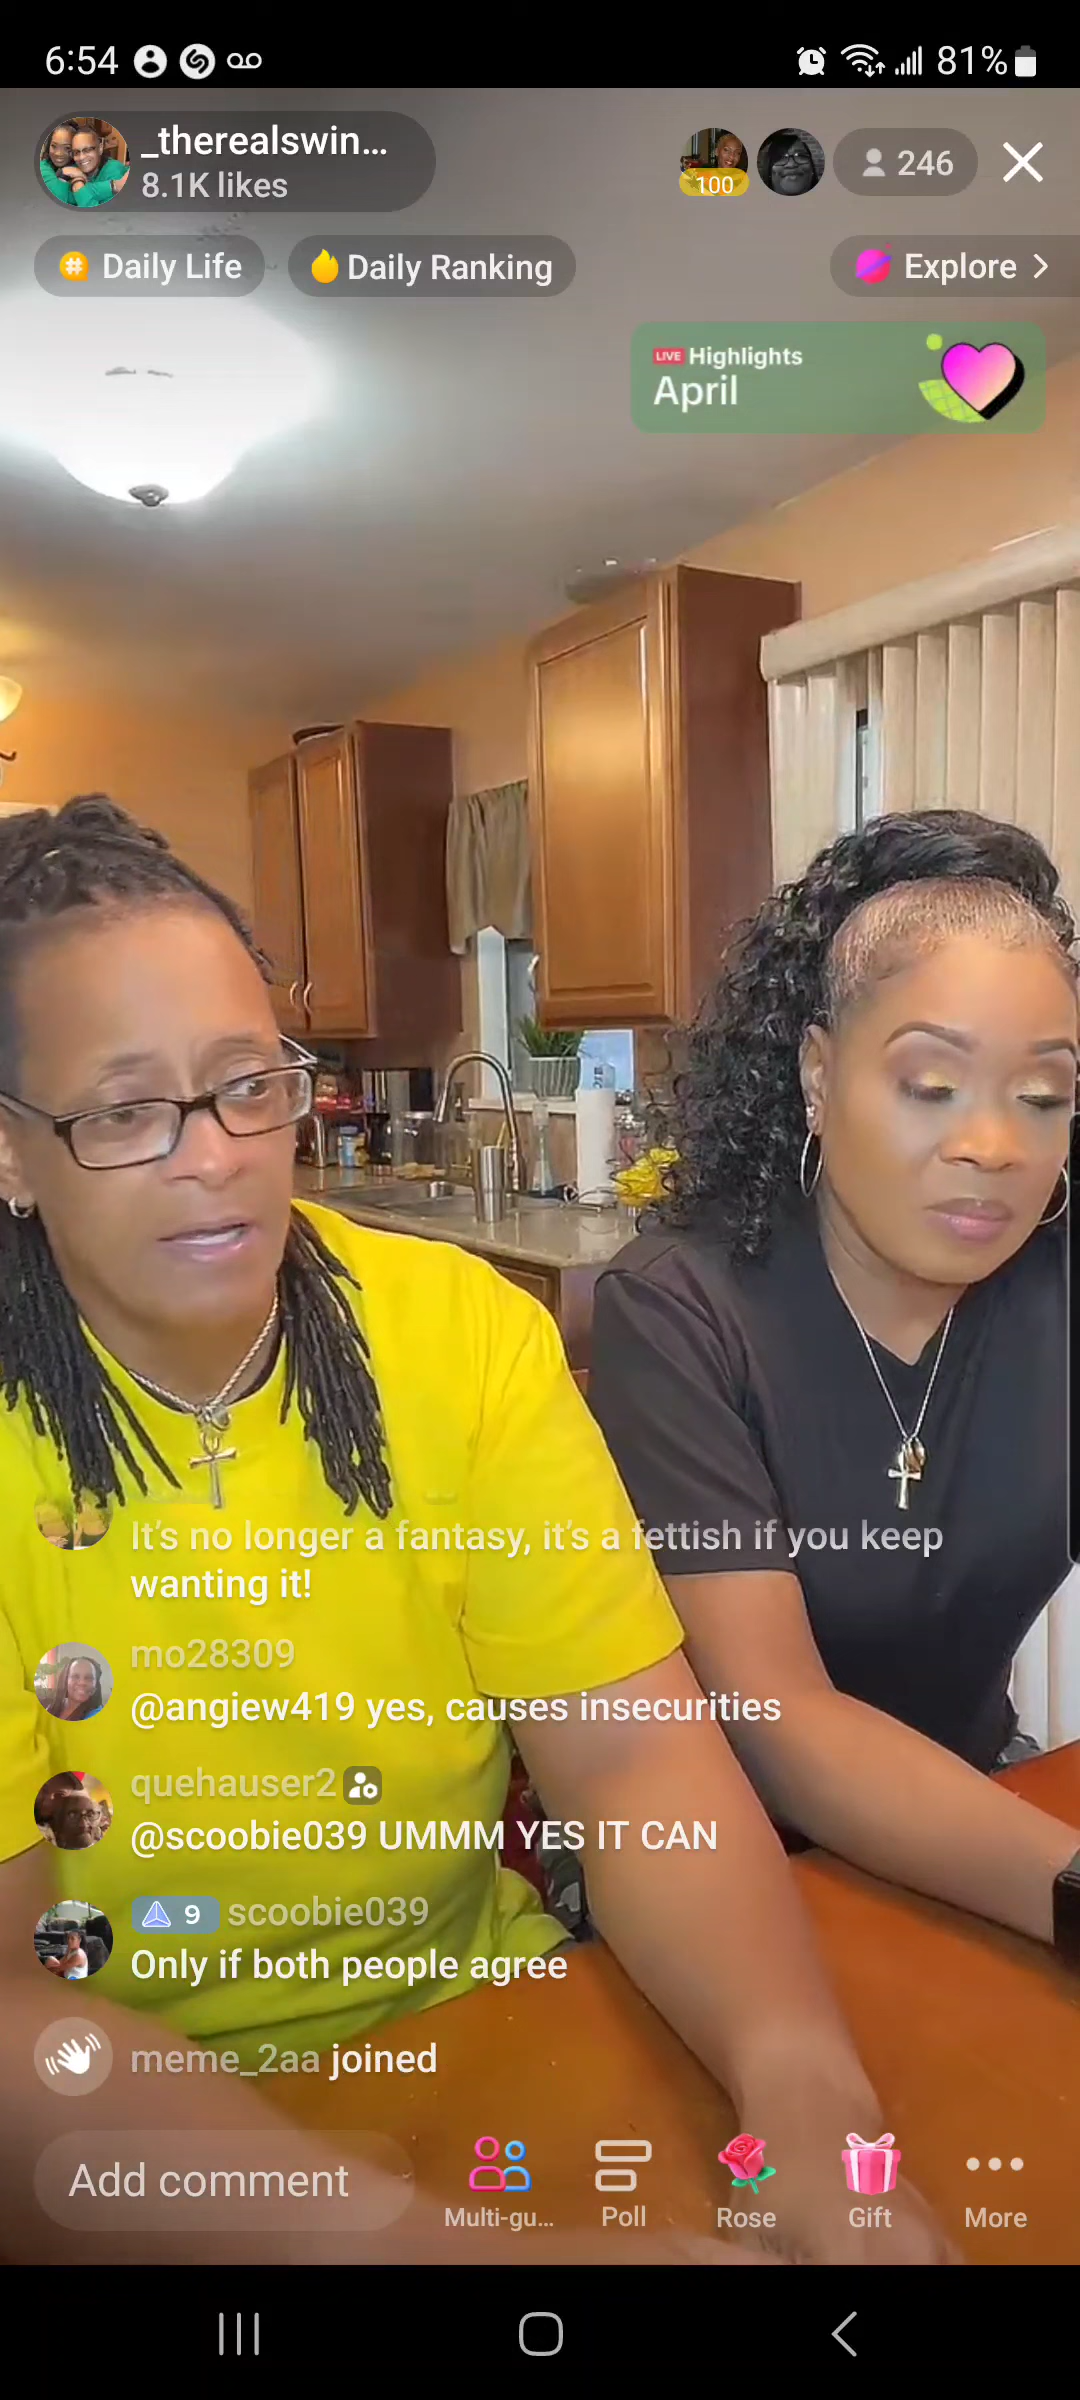 6:54
81%
_therealswin...
8.1K likes
100
246
Daily Life
Daily Ranking
Explore >
LIVE Highlights
April
It's no longer a fantasy, it's a fettish if you keep
wanting it!
mo28309
@angiew419 yes, causes insecurities
quehauser2
@scoobie039 UMMM YES IT CAN
9 scoobie039
Only if both people agree
meme_2aa joined
Add comment
Multi-gu...
Poll
Rose
Gift
More